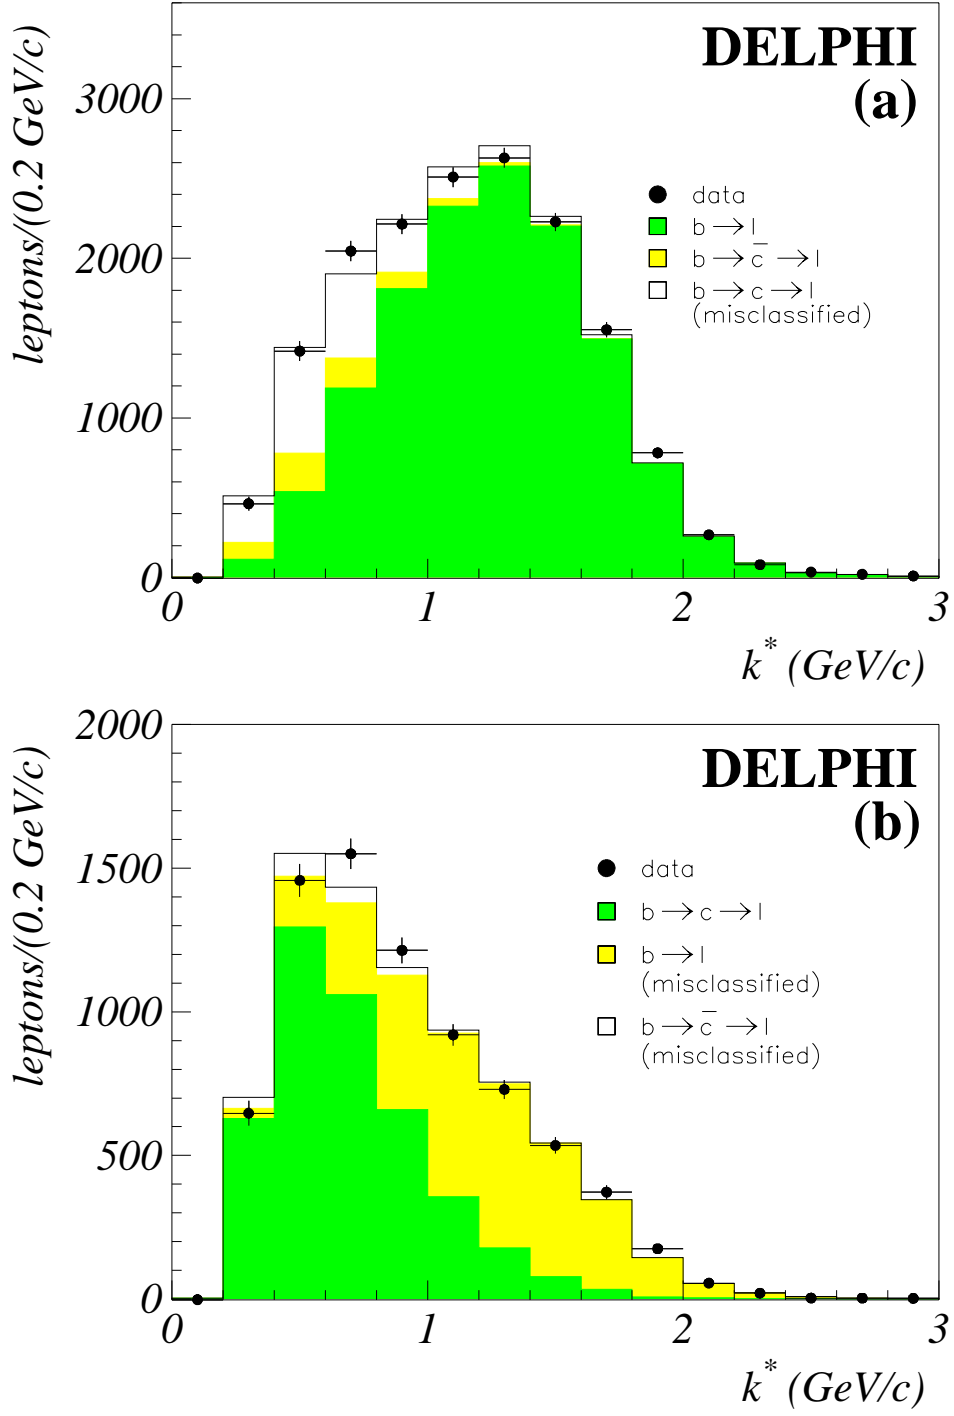 DELPHI
(a)
leptons/(0.2 GeV/c)
3000
2000
1000
0
data
b → l
b → c̄ → l
b → c → l
(misclassified)
0 1 2 3
k* (GeV/c)
DELPHI
(b)
leptons/(0.2 GeV/c)
2000
1500
1000
500
0
data
b → c → l
b → l
(misclassified)
b → c̄ → l
(misclassified)
0 1 2 3
k* (GeV/c)